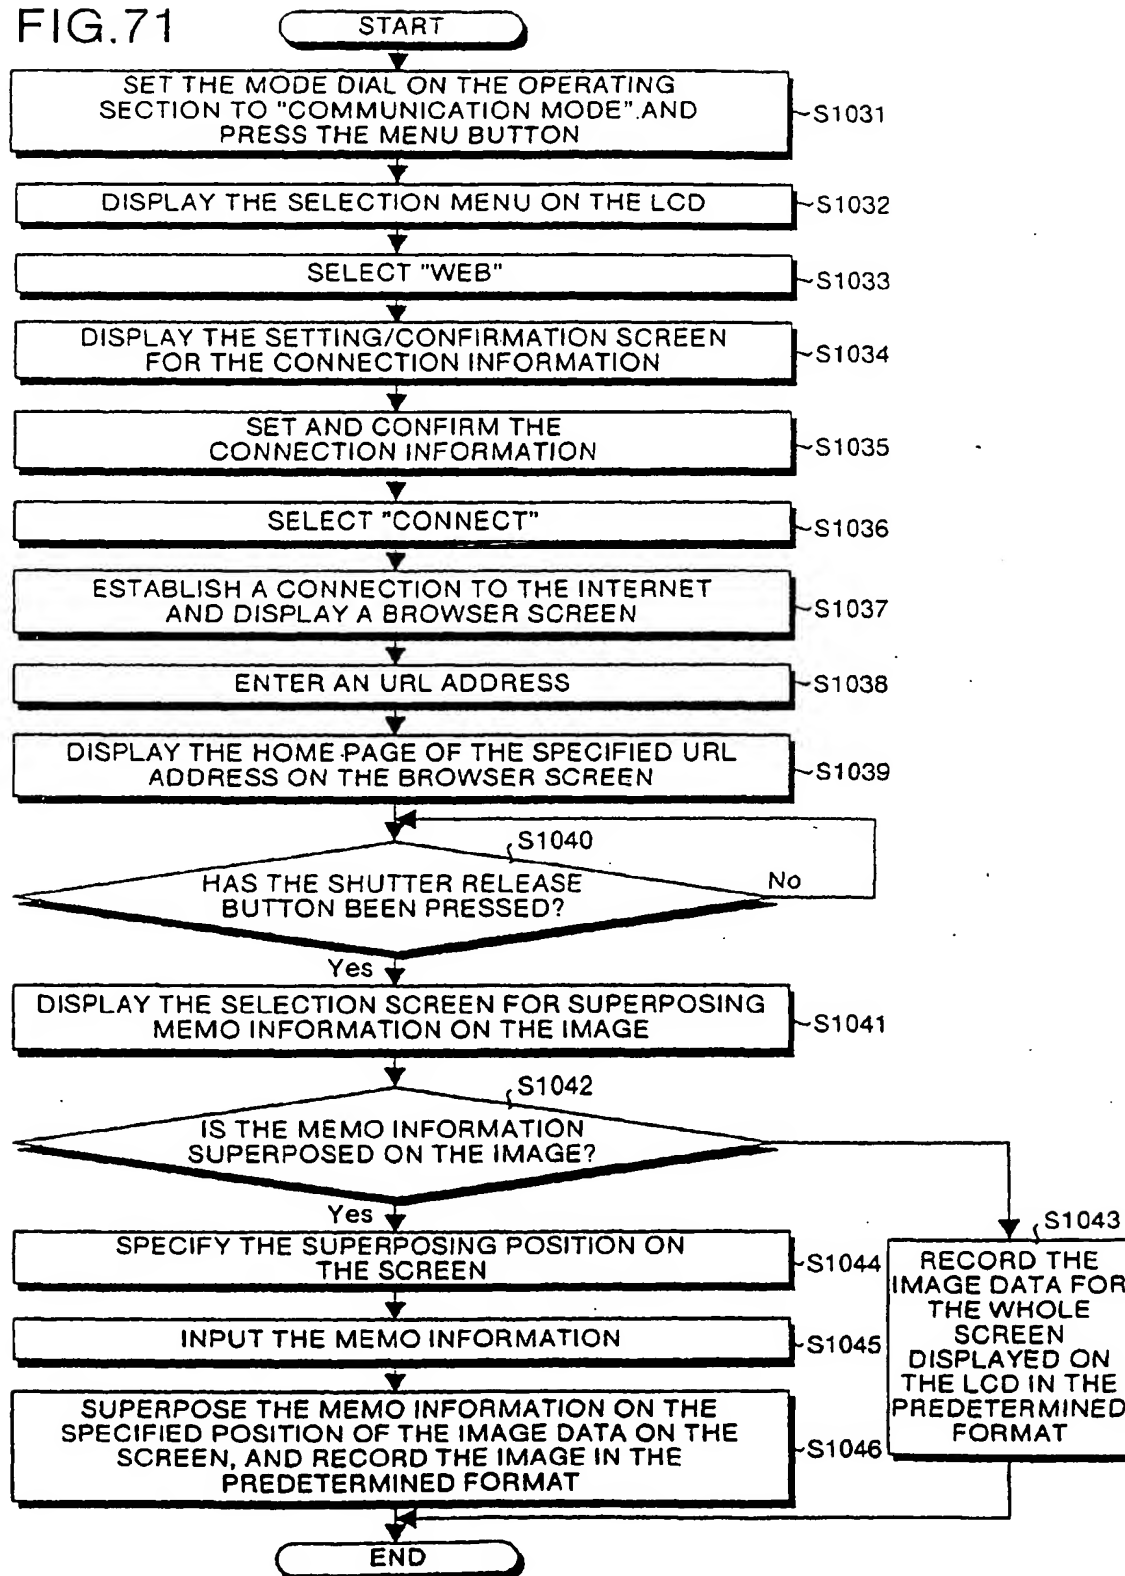 FIG.71
START
SET THE MODE DIAL ON THE OPERATING
SECTION TO "COMMUNICATION MODE".AND
PRESS THE MENU BUTTON
S1031
DISPLAY THE SELECTION MENU ON THE LCD
S1032
SELECT "WEB"
S1033
DISPLAY THE SETTING/CONFIRMATION SCREEN
FOR THE CONNECTION INFORMATION
S1034
SET AND CONFIRM THE
CONNECTION INFORMATION
S1035
SELECT "CONNECT"
S1036
ESTABLISH A CONNECTION TO THE INTERNET
AND DISPLAY A BROWSER SCREEN
S1037
ENTER AN URL ADDRESS
S1038
DISPLAY THE HOME PAGE OF THE SPECIFIED URL
ADDRESS ON THE BROWSER SCREEN
S1039
S1040
HAS THE SHUTTER RELEASE
BUTTON BEEN PRESSED?
No
Yes
DISPLAY THE SELECTION SCREEN FOR SUPERPOSING
MEMO INFORMATION ON THE IMAGE
S1041
S1042
IS THE MEMO INFORMATION
SUPERPOSED ON THE IMAGE?
Yes
SPECIFY THE SUPERPOSING POSITION ON
THE SCREEN
S1044
INPUT THE MEMO INFORMATION
S1045
SUPERPOSE THE MEMO INFORMATION ON THE
SPECIFIED POSITION OF THE IMAGE DATA ON THE
SCREEN, AND RECORD THE IMAGE IN THE
PREDETERMINED FORMAT
S1046
S1043
RECORD THE
IMAGE DATA FOR
THE WHOLE
SCREEN
DISPLAYED ON
THE LCD IN THE
PREDETERMINED
FORMAT
END